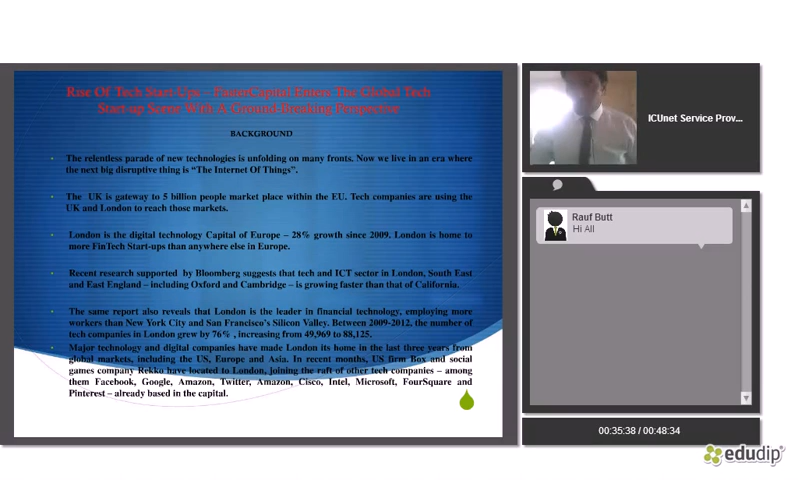 Rise Of Tech Start-Ups – FasterCapital Enters The Global Tech
Start-up Scene With A Ground-Breaking Perspective
BACKGROUND
The relentless parade of new technologies is unfolding on many fronts. Now we live in an era where
the next big disruptive thing is “The Internet Of Things”.
The UK is gateway to 5 billion people market place within the EU. Tech companies are using the
UK and London to reach those markets.
London is the digital technology Capital of Europe – 28% growth since 2009. London is home to
more FinTech Start-ups than anywhere else in Europe.
Recent research supported by Bloomberg suggests that tech and ICT sector in London, South East
and East England – including Oxford and Cambridge – is growing faster than that of California.
The same report also reveals that London is the leader in financial technology, employing more
workers than New York City and San Francisco’s Silicon Valley. Between 2009-2012, the number of
tech companies in London grew by 76% , increasing from 49,969 to 88,125.
Major technology and digital companies have made London its home in the last three years from
global markets, including the US, Europe and Asia. In recent months, US firm Box and social
games company Rekko have located to London, joining the raft of other tech companies – among
them Facebook, Google, Amazon, Twitter, Amazon, Cisco, Intel, Microsoft, FourSquare and
Pinterest – already based in the capital.
ICUnet Service Prov...
Rauf Butt
Hi All
00:35:38 / 00:48:34
edudip